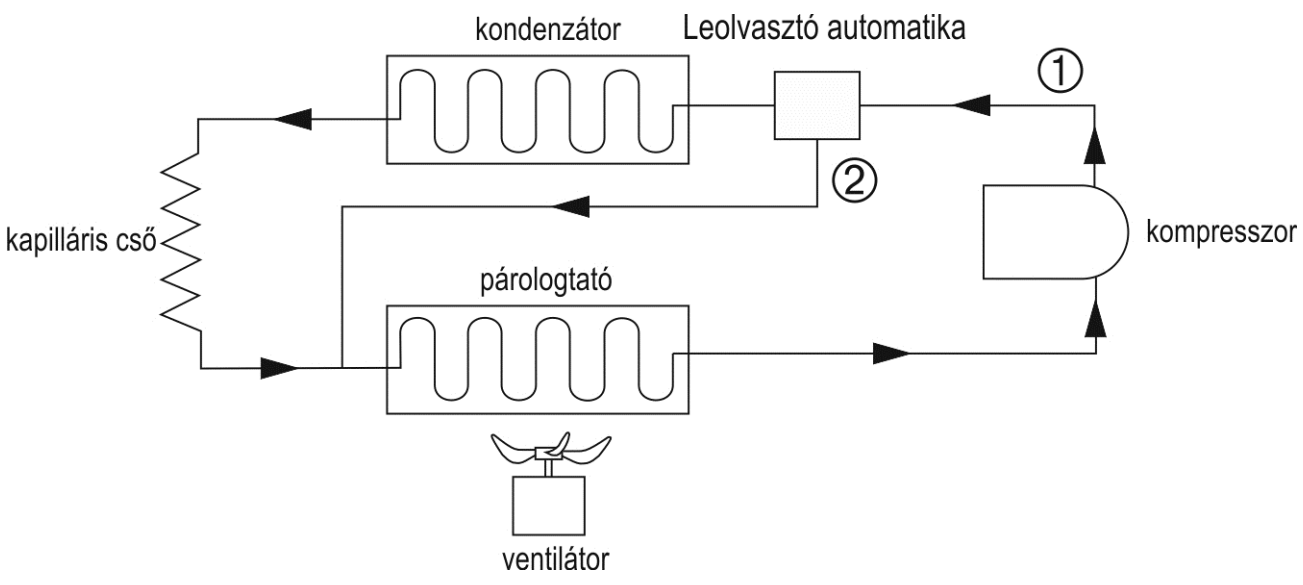 kondenzátor
Leolvasztó automatika
①
②
kapilláris cső
kompresszor
párologtató
ventilátor